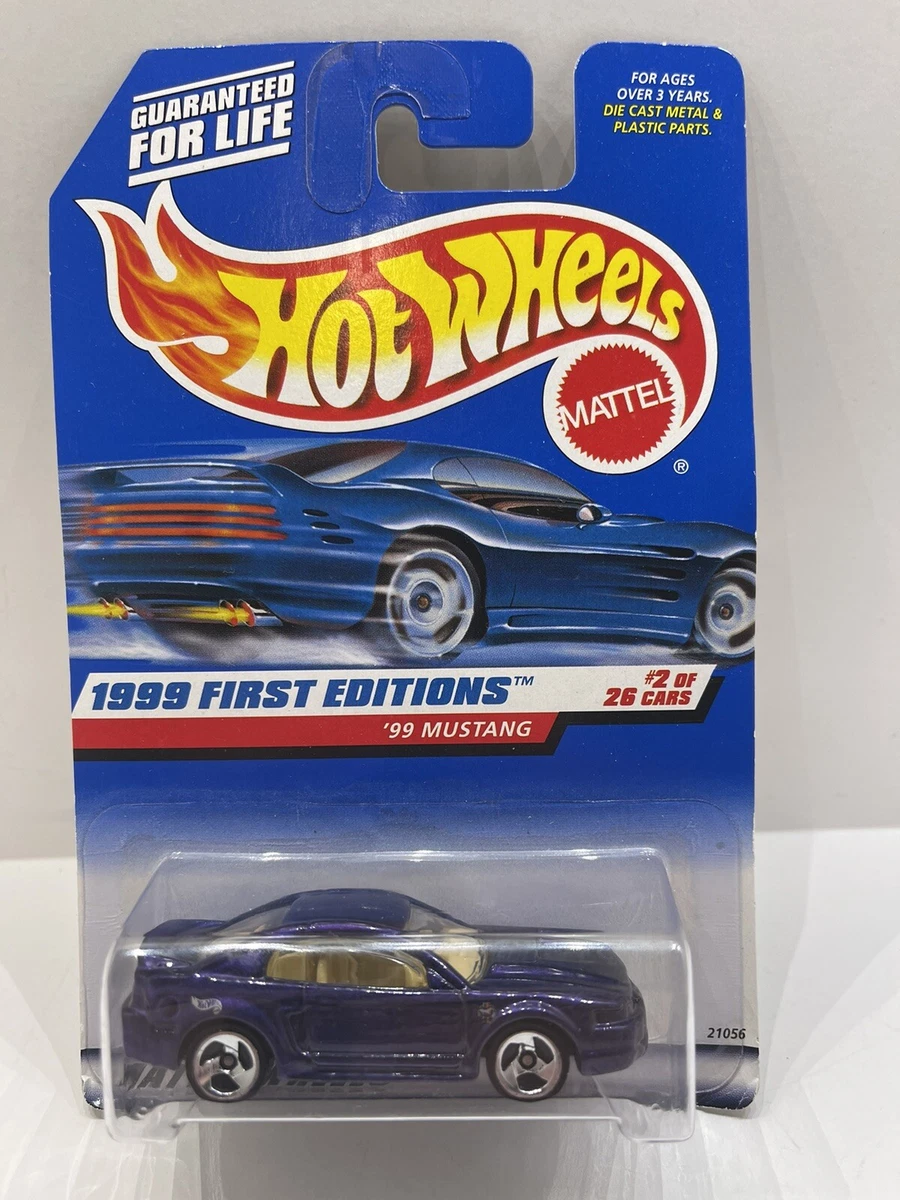 GUARANTEED
FOR LIFE
FOR AGES
OVER 3 YEARS.
DIE CAST METAL &
PLASTIC PARTS.
HOT WHEELS
MATTEL
®
1999 FIRST EDITIONS™
#2 OF
26 CARS
'99 MUSTANG
21056